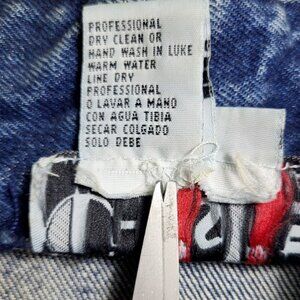 PROFESSIONAL
DRY CLEAN OR
HAND WASH IN LUKE
WARM WATER
LINE DRY
PROFESSIONAL
O LAVAR A MANO
CON AGUA TIBIA
SECAR COLGADO
SOLO DEBE